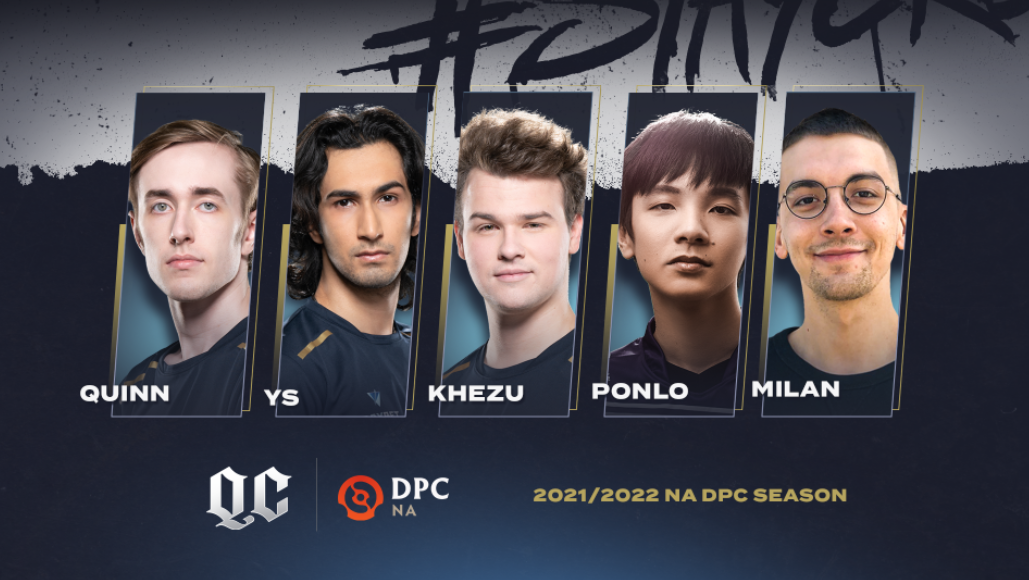 QUINN
YS
KHEZU
PONLO
MILAN
QC
DPC
NA
2021/2022 NA DPC SEASON